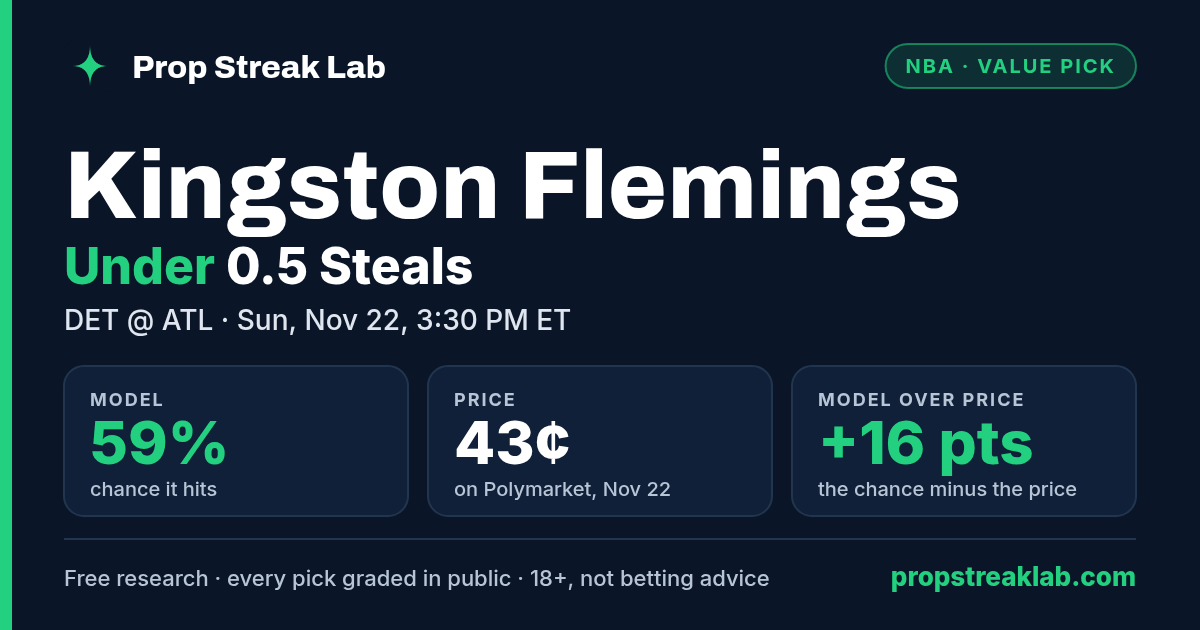 Prop Streak Lab
NBA · VALUE PICK
Kingston Flemings
Under 0.5 Steals
DET @ ATL · Sun, Nov 22, 3:30 PM ET
MODEL
59%
chance it hits
PRICE
43¢
on Polymarket, Nov 22
MODEL OVER PRICE
+16 pts
the chance minus the price
Free research · every pick graded in public · 18+, not betting advice
propstreaklab.com